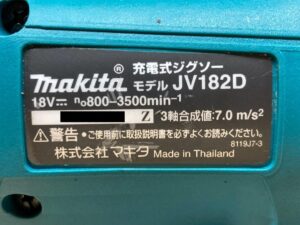 makita® 充電式ジグソー
モデル JV182D
18V⎓ n₀800–3500min⁻¹
Z 3軸合成値:7.0 m/s²
⚠警告・ご使用前に取扱説明書を必ずよくお読みください。
8119J7-3
株式会社 マキタ Made in Thailand